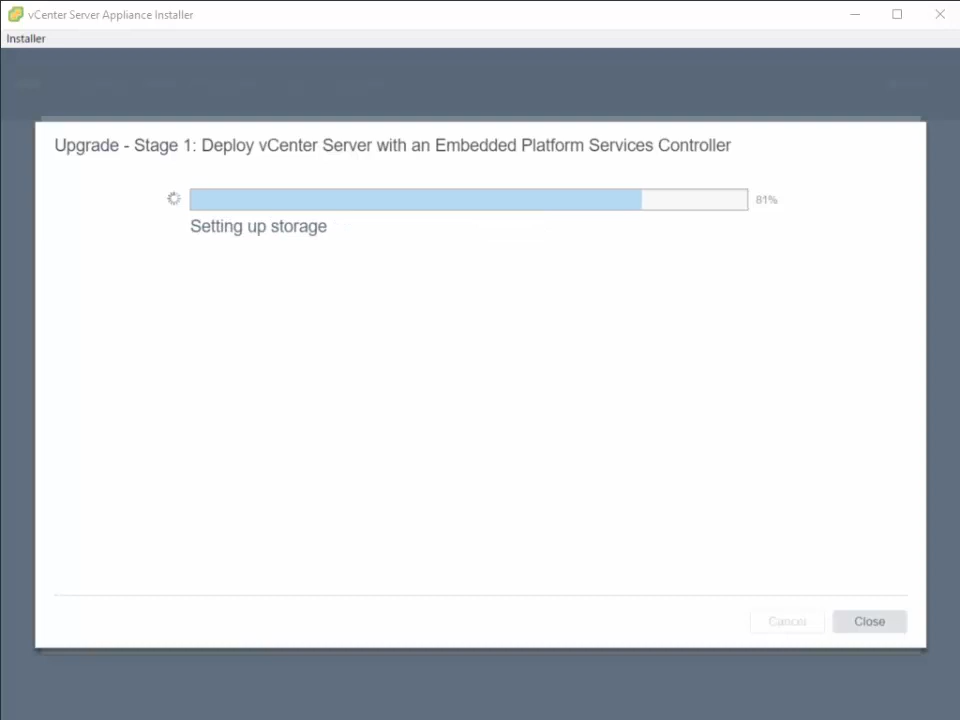 vCenter Server Appliance Installer
Installer
Upgrade - Stage 1: Deploy vCenter Server with an Embedded Platform Services Controller
81%
Setting up storage
Cancel
Close